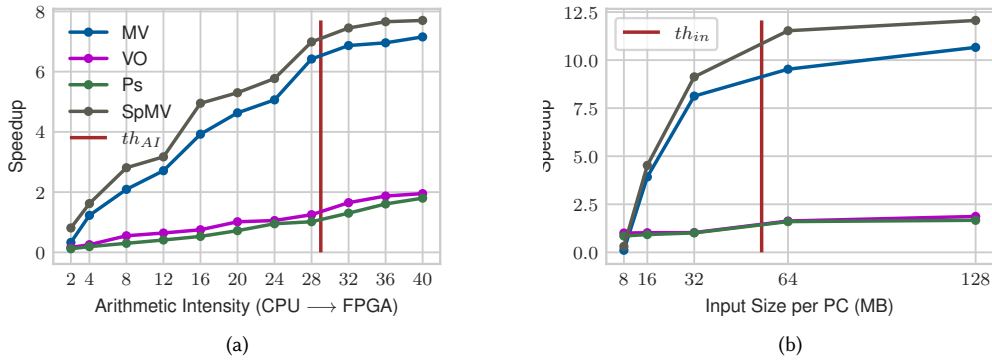 8
6
4
2
0
Speedup
MV
VO
Ps
SpMV
th_AI
2 4 8 12 16 20 24 28 32 36 40
Arithmetic Intensity (CPU ⟶ FPGA)
(a)
12.5
10.0
7.5
5.0
2.5
0.0
Speedup
th_in
8 16 32 64 128
Input Size per PC (MB)
(b)